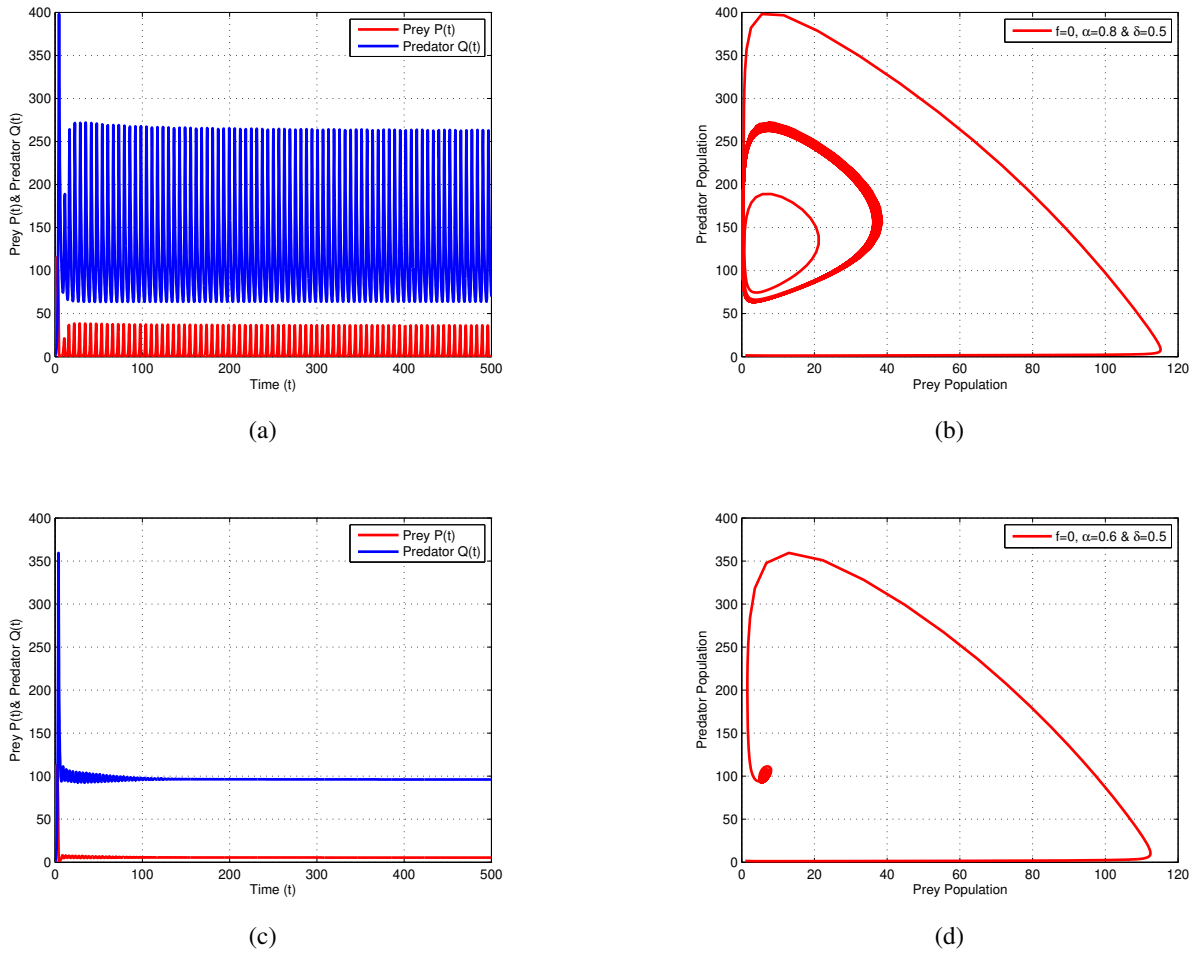 400
350
300
250
200
150
100
50
0
0 100 200 300 400 500
Prey P(t)& Predator Q(t)
Time (t)
Prey P(t)
Predator Q(t)
(a)
400
350
300
250
200
150
100
50
0
0 20 40 60 80 100 120
Predator Population
Prey Population
f=0, α=0.8 & δ=0.5
(b)
400
350
300
250
200
150
100
50
0
0 100 200 300 400 500
Prey P(t)& Predator Q(t)
Time (t)
Prey P(t)
Predator Q(t)
(c)
400
350
300
250
200
150
100
50
0
0 20 40 60 80 100 120
Predator Population
Prey Population
f=0, α=0.6 & δ=0.5
(d)